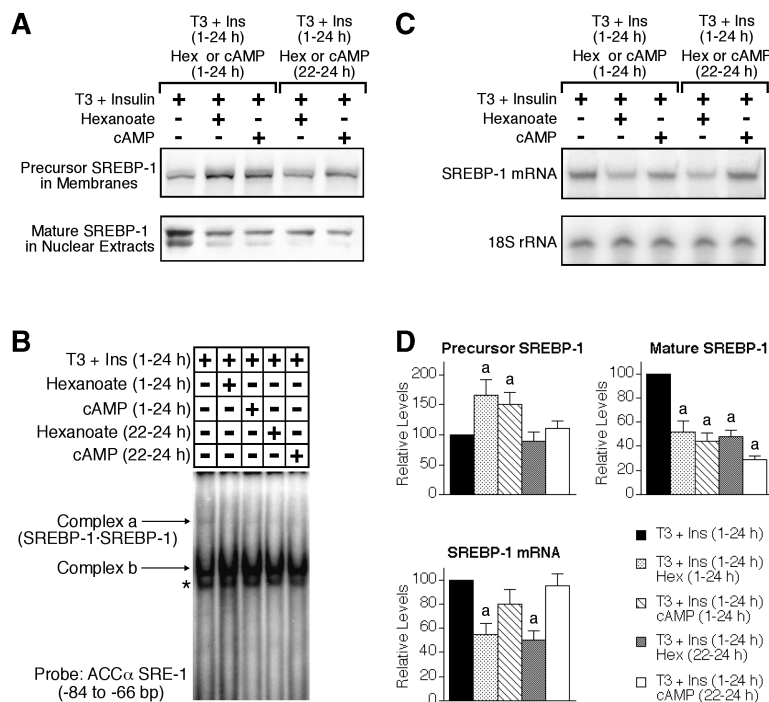 A
T3 + Ins
(1-24 h)
Hex or cAMP
(1-24 h)
T3 + Ins
(1-24 h)
Hex or cAMP
(22-24 h)
T3 + Insulin + + + + +
Hexanoate - + - + -
cAMP - - + - +
Precursor SREBP-1
in Membranes
Mature SREBP-1
in Nuclear Extracts
C
T3 + Ins
(1-24 h)
Hex or cAMP
(1-24 h)
T3 + Ins
(1-24 h)
Hex or cAMP
(22-24 h)
T3 + Insulin + + + + +
Hexanoate - + - + -
cAMP - - + - +
SREBP-1 mRNA
18S rRNA
B
T3 + Ins (1-24 h) + + + + +
Hexanoate (1-24 h) - + - - -
cAMP (1-24 h) - - + - -
Hexanoate (22-24 h) - - - + -
cAMP (22-24 h) - - - - +
Complex a
(SREBP-1·SREBP-1)
Complex b
*
Probe: ACCα SRE-1
(-84 to -66 bp)
D
Precursor SREBP-1
Relative Levels
200
150
100
50
0
a
a
Mature SREBP-1
Relative Levels
100
80
60
40
20
0
a
a
a
a
SREBP-1 mRNA
Relative Levels
100
80
60
40
20
0
a
a
T3 + Ins (1-24 h)
T3 + Ins (1-24 h)
Hex (1-24 h)
T3 + Ins (1-24 h)
cAMP (1-24 h)
T3 + Ins (1-24 h)
Hex (22-24 h)
T3 + Ins (1-24 h)
cAMP (22-24 h)